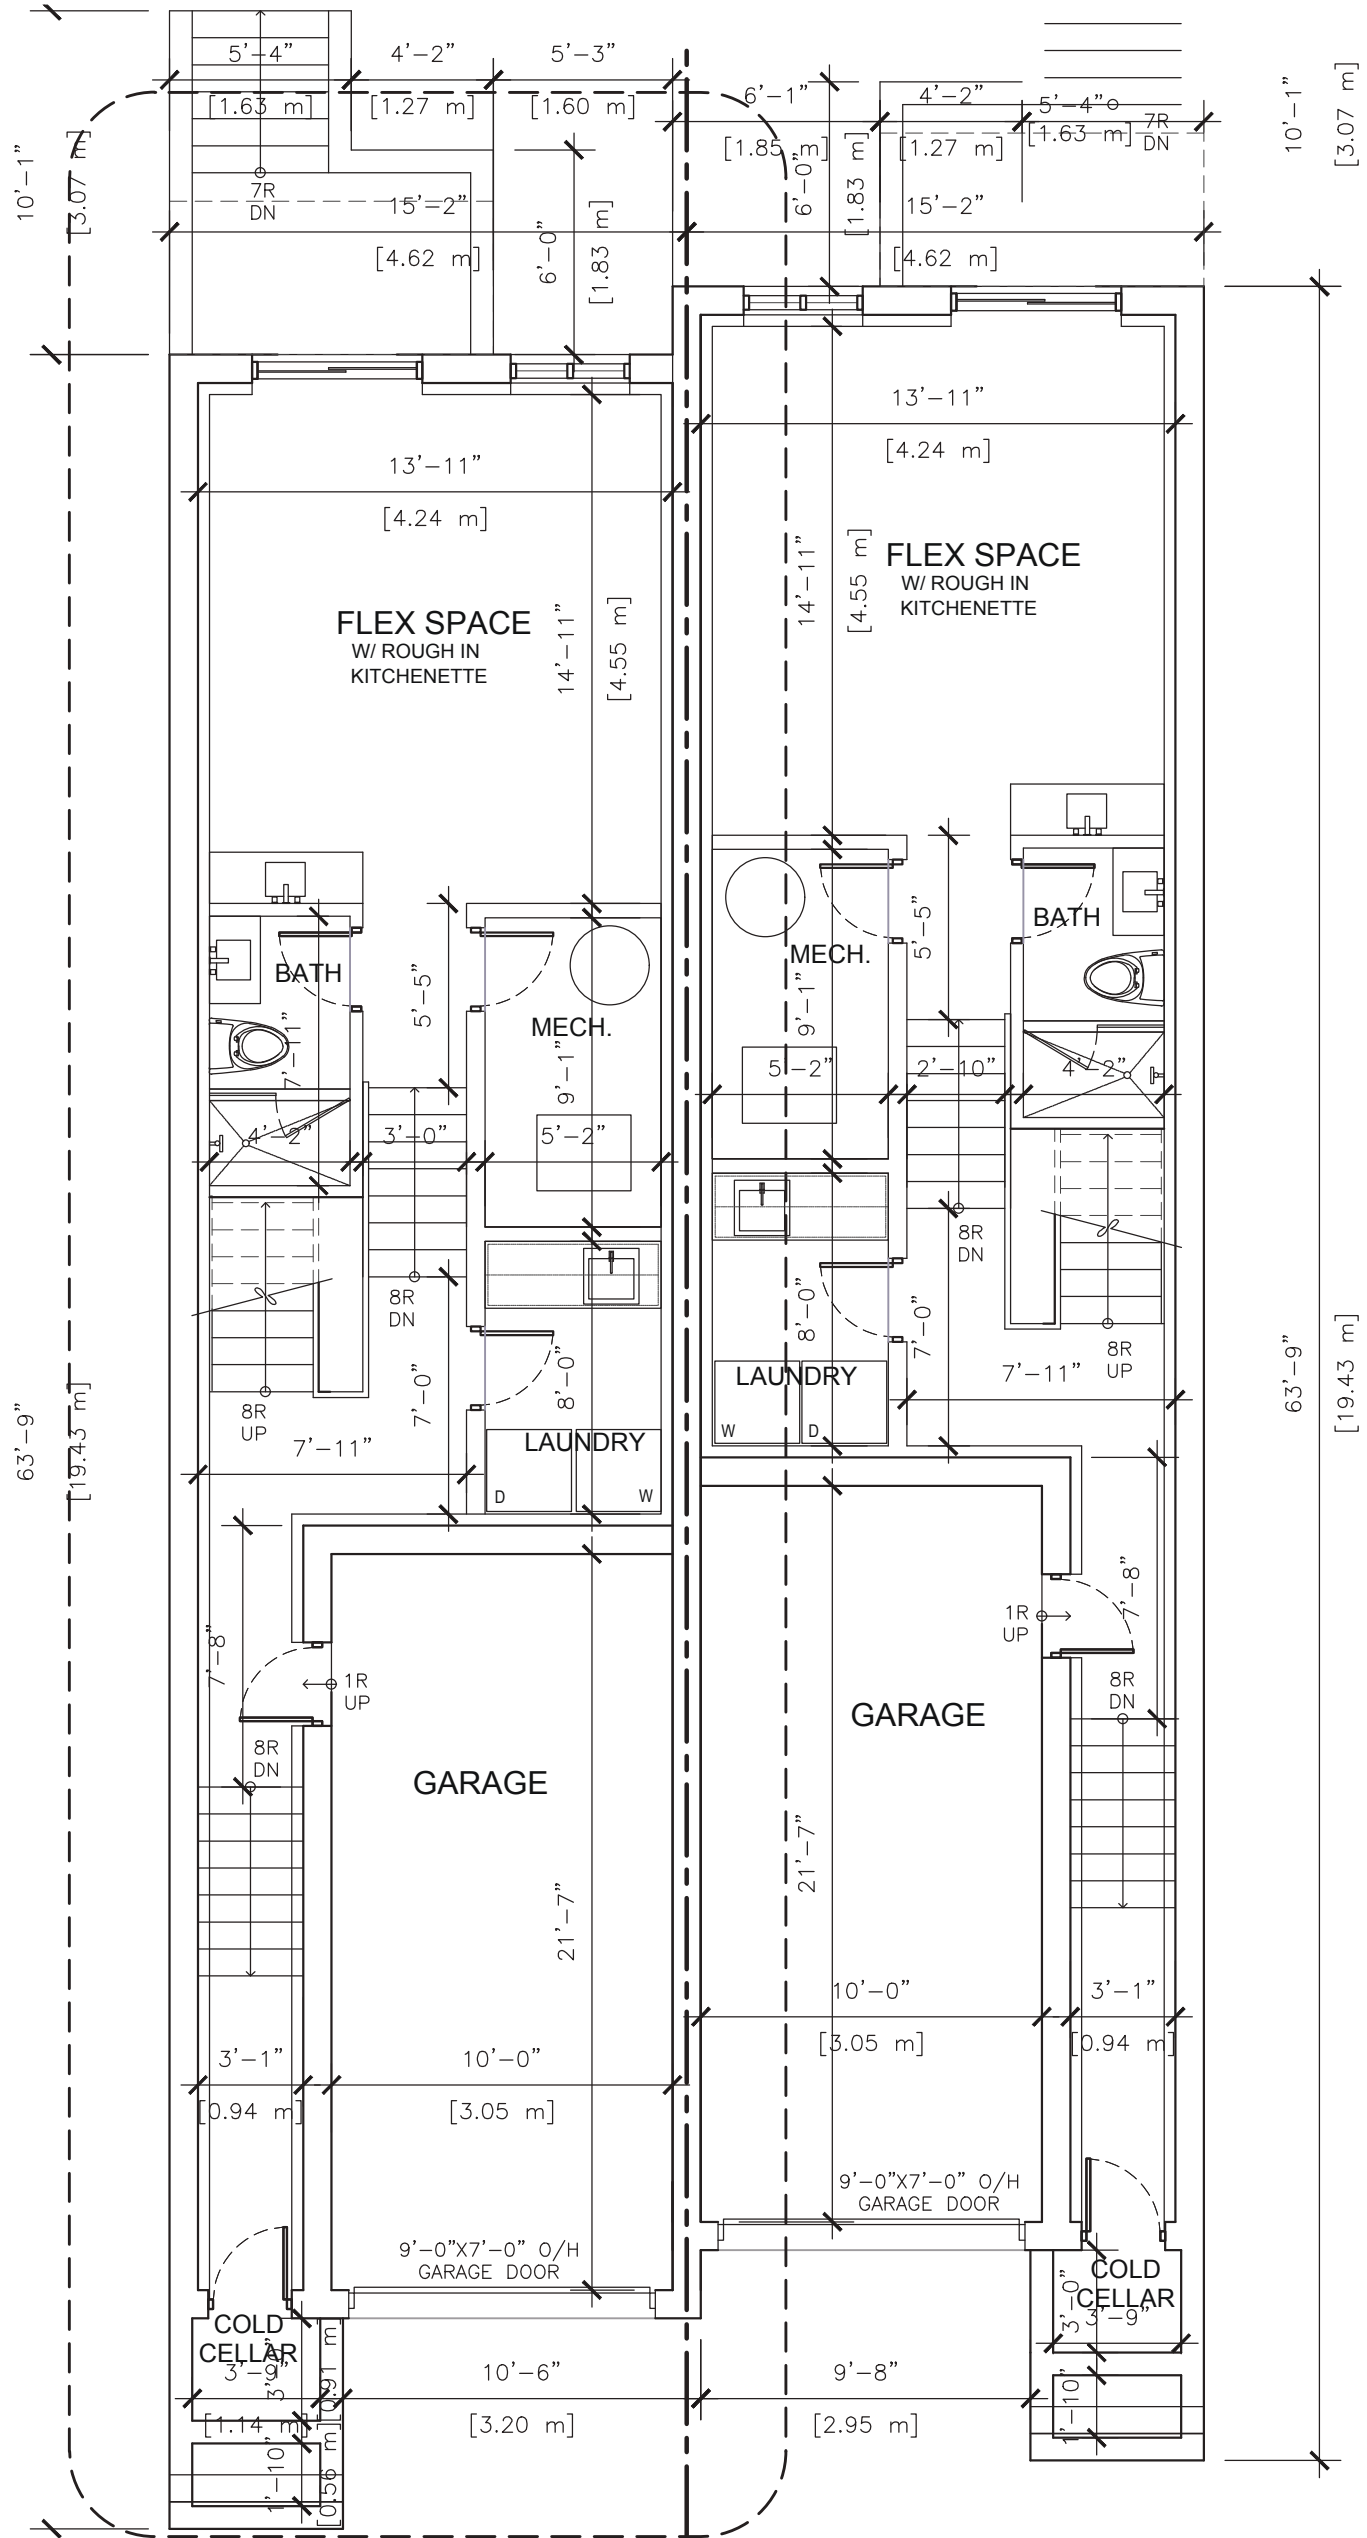 5'-4"
[1.63 m]
4'-2"
[1.27 m]
5'-3"
[1.60 m]
6'-1"
[1.85 m]
4'-2"
[1.27 m]
5'-4"
[1.63 m]
7R
DN
10'-1"
[3.07 m]
10'-1"
[3.07 m]
7R
DN
15'-2"
[4.62 m]
6'-0"
[1.83 m]
6'-0"
[1.83 m]
15'-2"
[4.62 m]
13'-11"
[4.24 m]
13'-11"
[4.24 m]
FLEX SPACE
W/ ROUGH IN
KITCHENETTE
14'-11"
[4.55 m]
14'-11"
[4.55 m]
FLEX SPACE
W/ ROUGH IN
KITCHENETTE
BATH
7'-1"
5'-5"
MECH.
9'-1"
4'-2"
3'-0"
5'-2"
MECH.
9'-1"
5'-5"
BATH
5'-2"
2'-10"
4'-2"
8R
DN
8R
UP
7'-0"
8'-0"
7'-11"
LAUNDRY
D
W
8R
DN
8R
UP
8'-0"
7'-0"
7'-11"
LAUNDRY
W
D
63'-9"
[19.43 m]
63'-9"
[19.43 m]
7'-8"
1R
UP
8R
DN
GARAGE
21'-7"
1R
UP
7'-8"
8R
DN
GARAGE
21'-7"
3'-1"
[0.94 m]
10'-0"
[3.05 m]
10'-0"
[3.05 m]
3'-1"
[0.94 m]
9'-0"X7'-0" O/H
GARAGE DOOR
9'-0"X7'-0" O/H
GARAGE DOOR
COLD
CELLAR
3'-9"
[1.14 m]
[0.91 m]
1'-10"
[0.56 m]
10'-6"
[3.20 m]
9'-8"
[2.95 m]
COLD
CELLAR
3'-0"
3'-9"
1'-10"